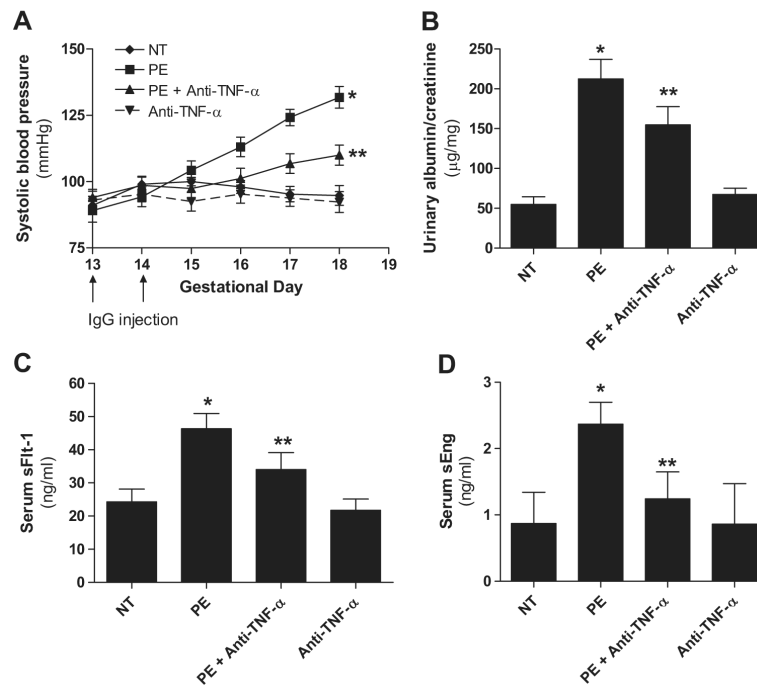 A
NT
PE
PE + Anti-TNF-α
Anti-TNF-α
Systolic blood pressure
(mmHg)
150
125
100
75
*
**
13
14
15
16
17
18
19
Gestational Day
IgG injection
B
Urinary albumin/creatinine
(μg/mg)
250
200
150
100
50
0
*
**
NT
PE
PE + Anti-TNF-α
Anti-TNF-α
C
Serum sFlt-1
(ng/ml)
60
50
40
30
20
10
0
*
**
NT
PE
PE + Anti-TNF-α
Anti-TNF-α
D
Serum sEng
(ng/ml)
3
2
1
0
*
**
NT
PE
PE + Anti-TNF-α
Anti-TNF-α